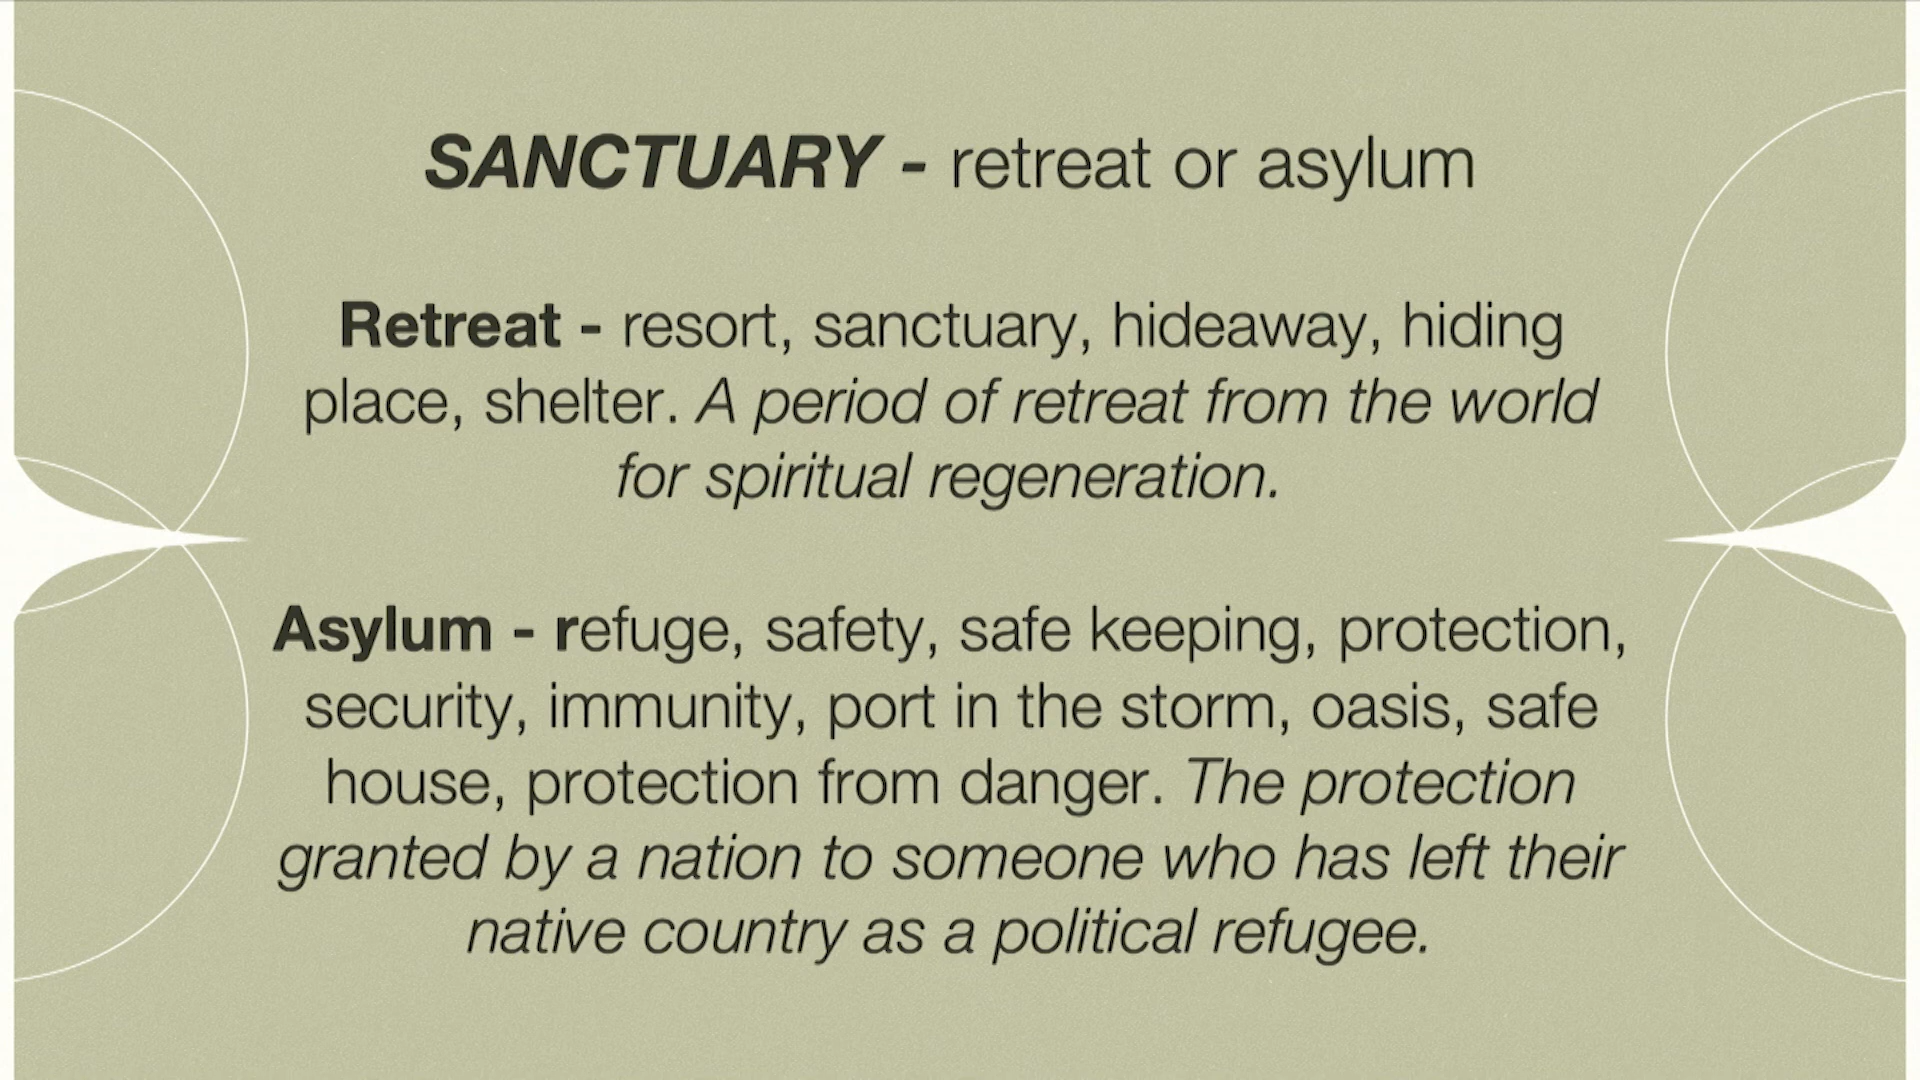 SANCTUARY - retreat or asylum
Retreat - resort, sanctuary, hideaway, hiding
place, shelter. A period of retreat from the world
for spiritual regeneration.
Asylum - refuge, safety, safe keeping, protection,
security, immunity, port in the storm, oasis, safe
house, protection from danger. The protection
granted by a nation to someone who has left their
native country as a political refugee.